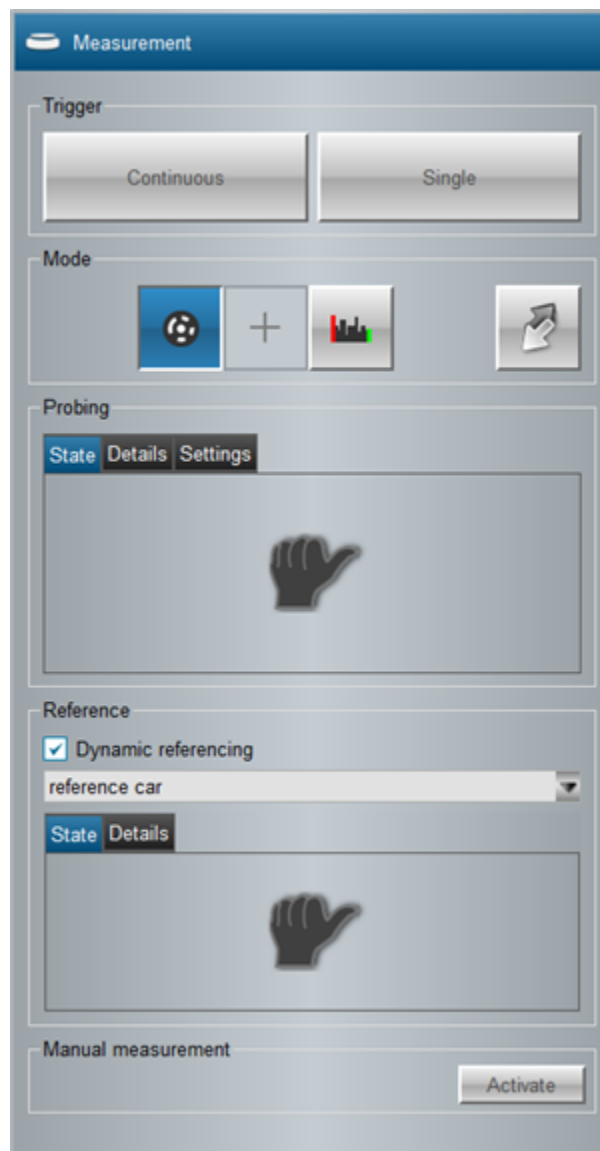 Measurement
Trigger
Continuous Single
Mode
Probing
State Details Settings
Reference
Dynamic referencing
reference car
State Details
Manual measurement
Activate